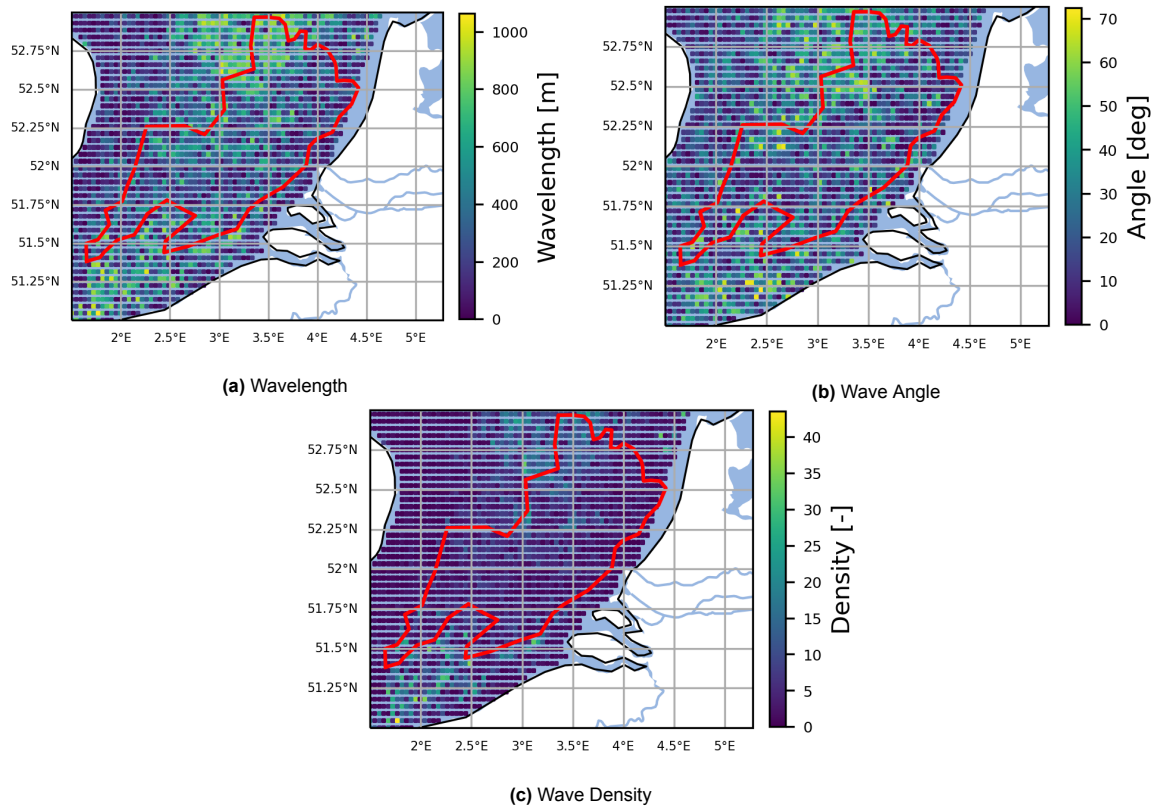 52.75°N
52.5°N
52.25°N
52°N
51.75°N
51.5°N
51.25°N
2°E 2.5°E 3°E 3.5°E 4°E 4.5°E 5°E
1000
800
600
400
200
0
Wavelength [m]
(a) Wavelength
52.75°N
52.5°N
52.25°N
52°N
51.75°N
51.5°N
51.25°N
2°E 2.5°E 3°E 3.5°E 4°E 4.5°E 5°E
70
60
50
40
30
20
10
0
Angle [deg]
(b) Wave Angle
52.75°N
52.5°N
52.25°N
52°N
51.75°N
51.5°N
51.25°N
2°E 2.5°E 3°E 3.5°E 4°E 4.5°E 5°E
40
35
30
25
20
15
10
5
0
Density [-]
(c) Wave Density